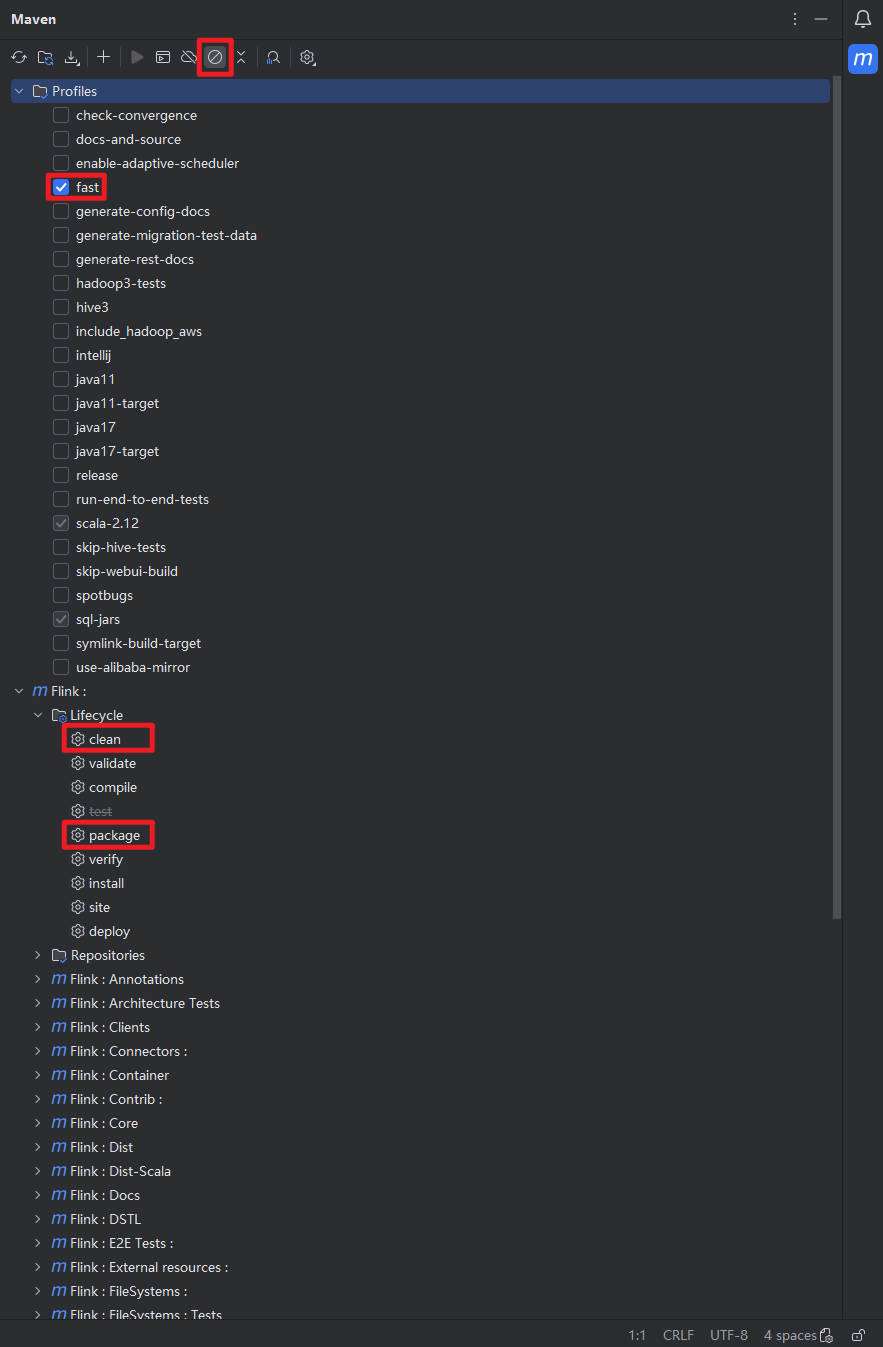 Maven
m
Profiles
check-convergence
docs-and-source
enable-adaptive-scheduler
fast
generate-config-docs
generate-migration-test-data
generate-rest-docs
hadoop3-tests
hive3
include_hadoop_aws
intellij
java11
java11-target
java17
java17-target
release
run-end-to-end-tests
scala-2.12
skip-hive-tests
skip-webui-build
spotbugs
sql-jars
symlink-build-target
use-alibaba-mirror
m Flink :
Lifecycle
clean
validate
compile
test
package
verify
install
site
deploy
Repositories
m Flink : Annotations
m Flink : Architecture Tests
m Flink : Clients
m Flink : Connectors :
m Flink : Container
m Flink : Contrib :
m Flink : Core
m Flink : Dist
m Flink : Dist-Scala
m Flink : Docs
m Flink : DSTL
m Flink : E2E Tests :
m Flink : External resources :
m Flink : FileSystems :
m Flink : FileSystems : Tests
1:1 CRLF UTF-8 4 spaces